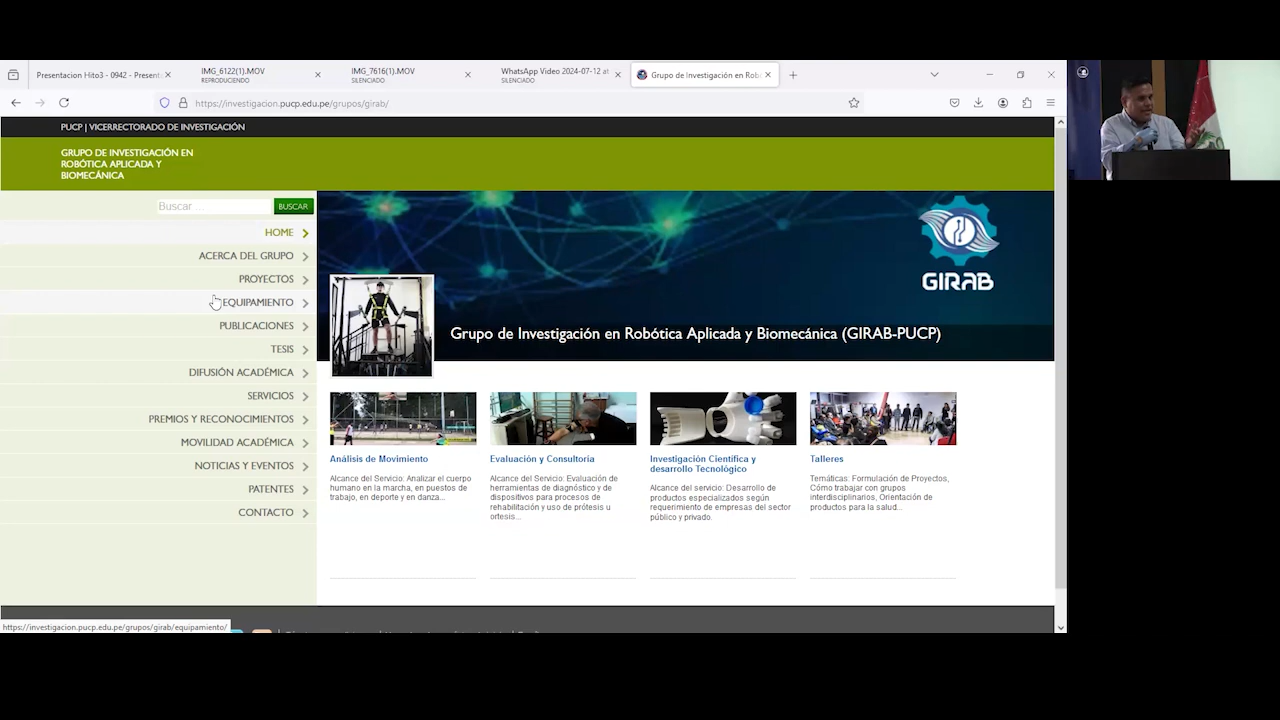 Presentacion Hito3 - 0942 - Present
IMG_6122(1).MOV
REPRODUCIENDO
IMG_7616(1).MOV
SILENCIADO
WhatsApp Video 2024-07-12 at
SILENCIADO
Grupo de Investigación en Rob
https://investigacion.pucp.edu.pe/grupos/girab/
PUCP | VICERRECTORADO DE INVESTIGACIÓN
GRUPO DE INVESTIGACIÓN EN
ROBÓTICA APLICADA Y
BIOMECÁNICA
Buscar ...
BUSCAR
HOME
ACERCA DEL GRUPO
PROYECTOS
EQUIPAMIENTO
PUBLICACIONES
TESIS
DIFUSIÓN ACADÉMICA
SERVICIOS
PREMIOS Y RECONOCIMIENTOS
MOVILIDAD ACADÉMICA
NOTICIAS Y EVENTOS
PATENTES
CONTACTO
GIRAB
Grupo de Investigación en Robótica Aplicada y Biomecánica (GIRAB-PUCP)
Análisis de Movimiento
Alcance del Servicio: Analizar el cuerpo
humano en la marcha, en puestos de
trabajo, en deporte y en danza...
Evaluación y Consultoria
Alcance del Servicio: Evaluación de
herramientas de diagnóstico y de
dispositivos para procesos de
rehabilitación y uso de prótesis u
ortesis...
Investigación Científica y
desarrollo Tecnológico
Alcance del servicio: Desarrollo de
productos especializados según
requerimiento de empresas del sector
público y privado.
Talleres
Temáticas: Formulación de Proyectos,
Cómo trabajar con grupos
interdisciplinarios, Orientación de
productos para la salud...
https://investigacion.pucp.edu.pe/grupos/girab/equipamiento/